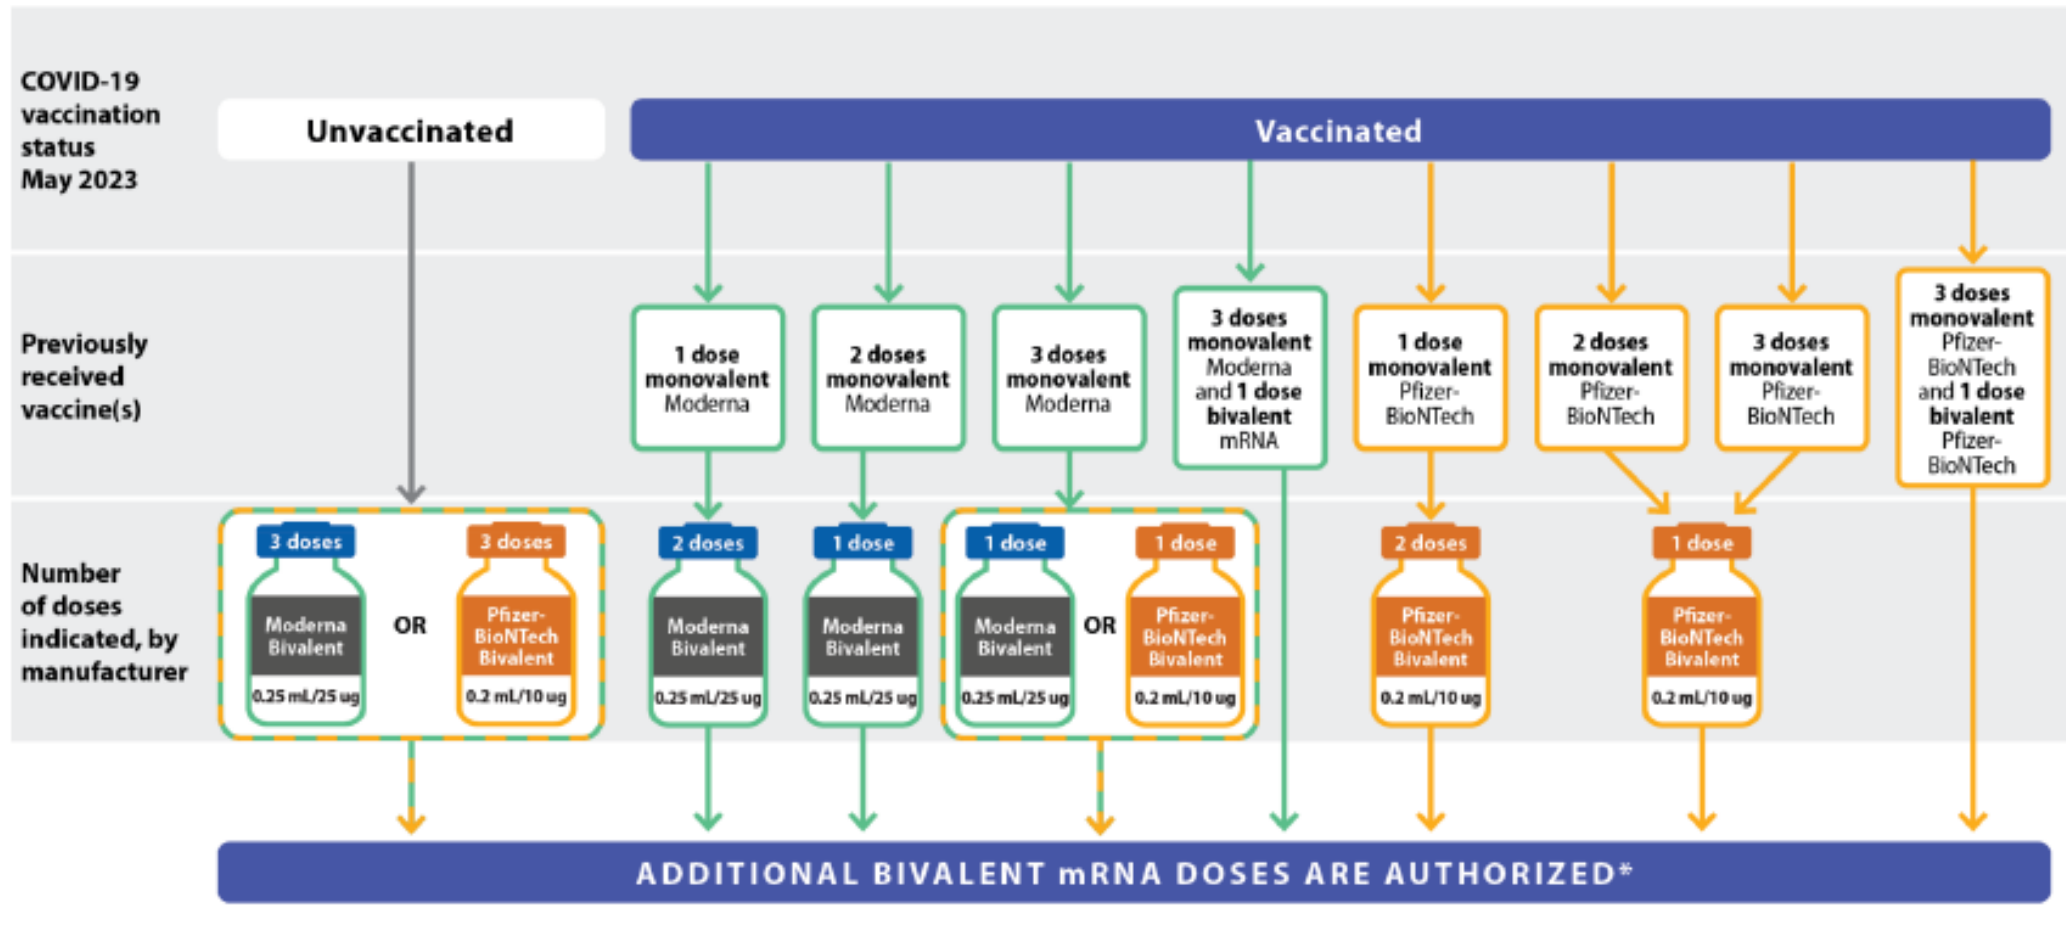 COVID-19
vaccination
status
May 2023
Unvaccinated
Vaccinated
Previously
received
vaccine(s)
1 dose
monovalent
Moderna
2 doses
monovalent
Moderna
3 doses
monovalent
Moderna
3 doses
monovalent
Moderna
and 1 dose
bivalent
mRNA
1 dose
monovalent
Pfizer-
BioNTech
2 doses
monovalent
Pfizer-
BioNTech
3 doses
monovalent
Pfizer-
BioNTech
3 doses
monovalent
Pfizer-
BioNTech
and 1 dose
bivalent
Pfizer-
BioNTech
Number
of doses
indicated, by
manufacturer
3 doses
Moderna
Bivalent
0.25 mL/25 ug
OR
3 doses
Pfizer-
BioNTech
Bivalent
0.2 mL/10 ug
2 doses
Moderna
Bivalent
0.25 mL/25 ug
1 dose
Moderna
Bivalent
0.25 mL/25 ug
1 dose
Moderna
Bivalent
0.25 mL/25 ug
OR
1 dose
Pfizer-
BioNTech
Bivalent
0.2 mL/10 ug
2 doses
Pfizer-
BioNTech
Bivalent
0.2 mL/10 ug
1 dose
Pfizer-
BioNTech
Bivalent
0.2 mL/10 ug
ADDITIONAL BIVALENT mRNA DOSES ARE AUTHORIZED*